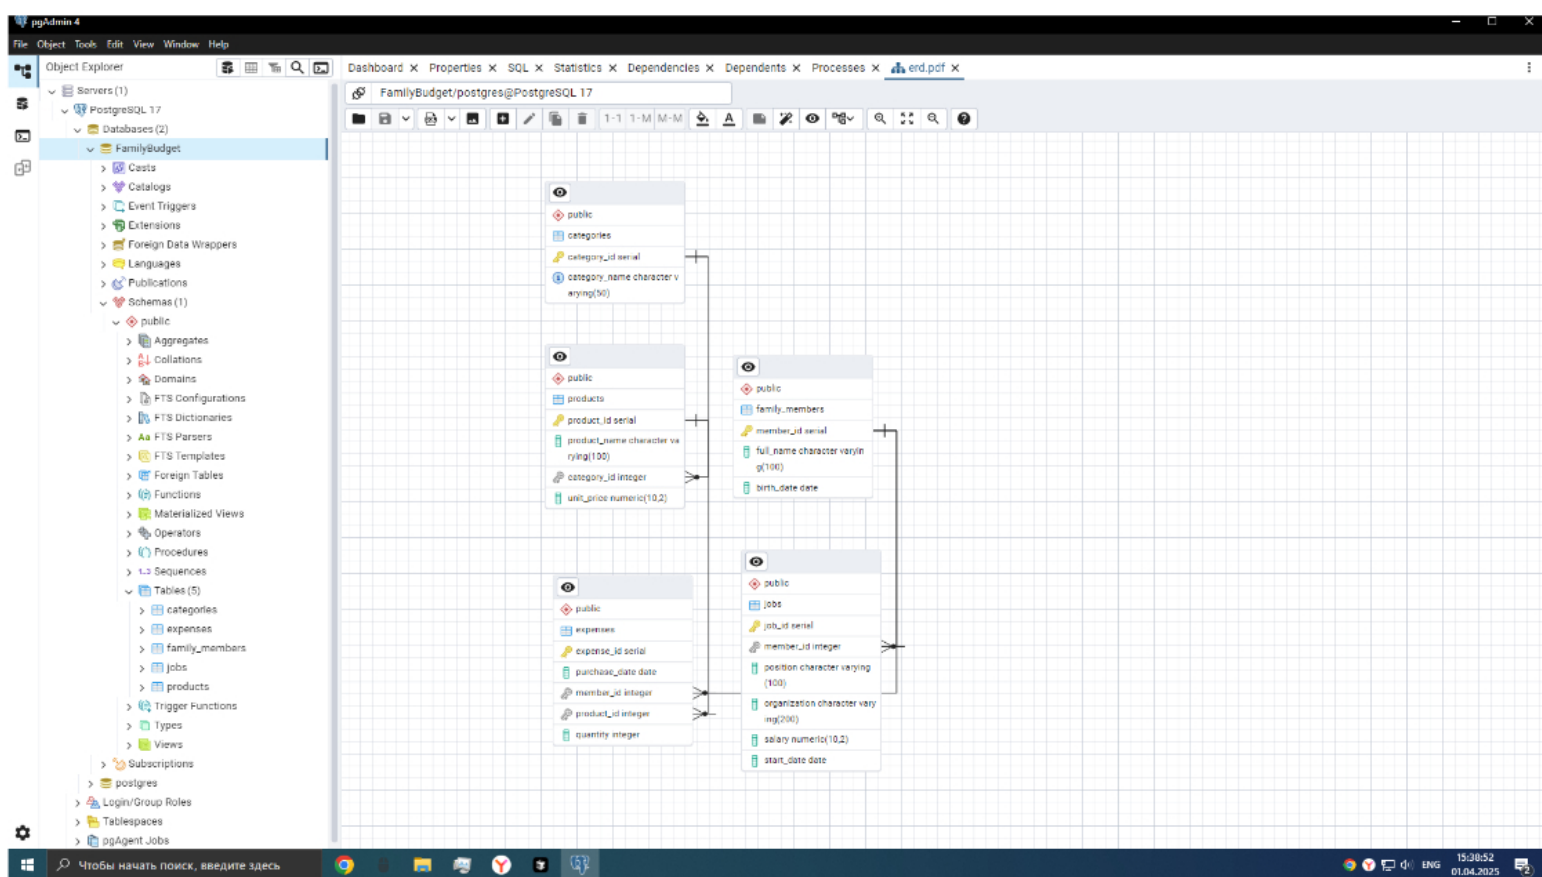 pgAdmin 4
File Object Tools Edit View Window Help
Object Explorer
Dashboard Properties SQL Statistics Dependencies Dependents Processes erd.pdf
FamilyBudget/postgres@PostgreSQL 17
1-1 1-M M-M
Servers (1)
PostgreSQL 17
Databases (2)
FamilyBudget
Casts
Catalogs
Event Triggers
Extensions
Foreign Data Wrappers
Languages
Publications
Schemas (1)
public
Aggregates
Collations
Domains
FTS Configurations
FTS Dictionaries
FTS Parsers
FTS Templates
Foreign Tables
Functions
Materialized Views
Operators
Procedures
Sequences
Tables (5)
categories
expenses
family_members
jobs
products
Trigger Functions
Types
Views
Subscriptions
postgres
Login/Group Roles
Tablespaces
pgAgent Jobs
public
categories
category_id serial
category_name character v
arying(50)
public
products
product_id serial
product_name character va
rying(100)
category_id integer
unit_price numeric(10,2)
public
family_members
member_id serial
full_name character varyin
g(100)
birth_date date
public
expenses
expense_id serial
purchase_date date
member_id integer
product_id integer
quantity integer
public
jobs
job_id serial
member_id integer
position character varying
(100)
organization character vary
ing(200)
salary numeric(10,2)
start_date date
Чтобы начать поиск, введите здесь
ENG
15:38:52
01.04.2025
2